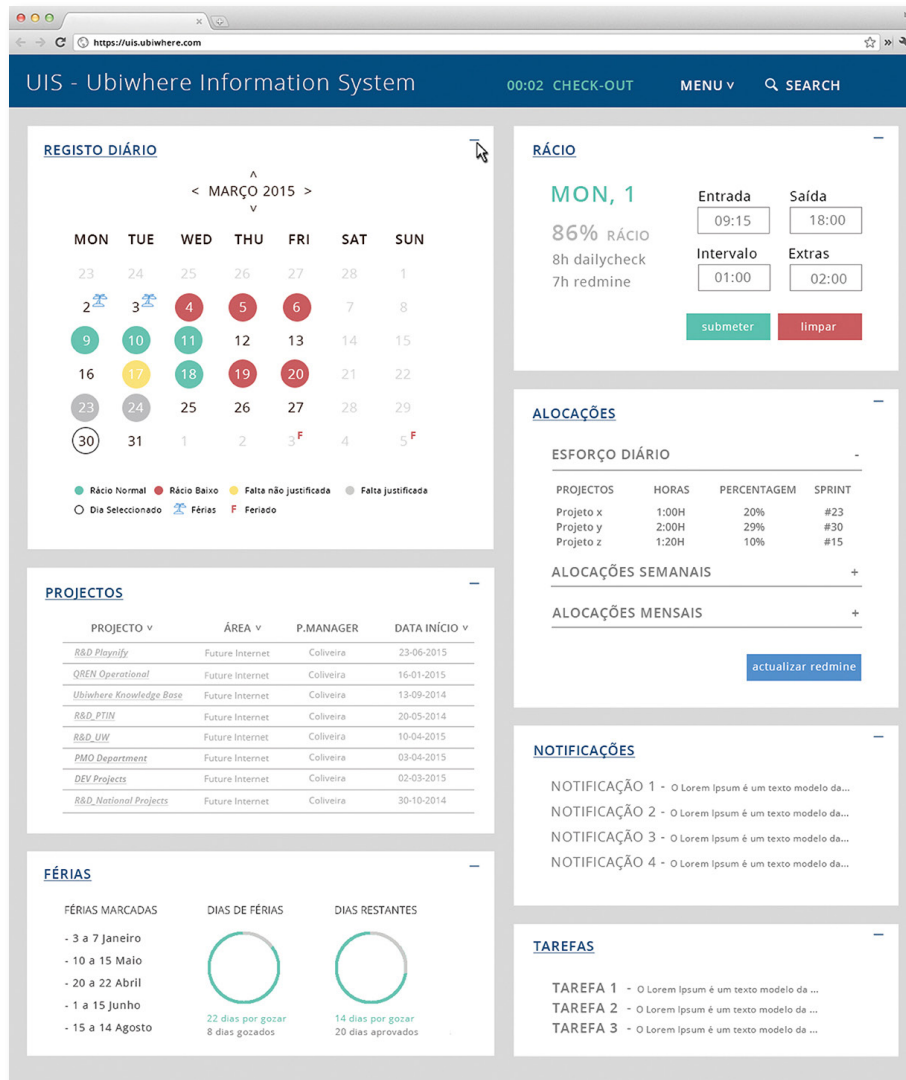 https://uis.ubiwhere.com
UIS - Ubiwhere Information System
00:02 CHECK-OUT
MENU
SEARCH
REGISTO DIÁRIO
< MARÇO 2015 >
MON TUE WED THU FRI SAT SUN
23 24 25 26 27 28 1
2 3 4 5 6 7 8
9 10 11 12 13 14 15
16 17 18 19 20 21 22
23 24 25 26 27 28 29
30 31 1 2 3 F 4 5 F
Rácio Normal Rácio Baixo Falta não justificada Falta justificada
Dia Seleccionado Férias F Feriado
PROJECTOS
PROJECTO ÁREA P.MANAGER DATA INÍCIO
R&D Playnify Future Internet Coliveira 23-06-2015
QREN Operational Future Internet Coliveira 16-01-2015
Ubiwhere Knowledge Base Future Internet Coliveira 13-09-2014
R&D_PTIN Future Internet Coliveira 20-05-2014
R&D_UW Future Internet Coliveira 10-04-2015
PMO Department Future Internet Coliveira 03-04-2015
DEV Projects Future Internet Coliveira 02-03-2015
R&D_National Projects Future Internet Coliveira 30-10-2014
FÉRIAS
FÉRIAS MARCADAS DIAS DE FÉRIAS DIAS RESTANTES
- 3 a 7 Janeiro
- 10 a 15 Maio
- 20 a 22 Abril
- 1 a 15 Junho
- 15 a 14 Agosto
22 dias por gozar
8 dias gozados
14 dias por gozar
20 dias aprovados
RÁCIO
MON, 1
86% RÁCIO
8h dailycheck
7h redmine
Entrada Saída
09:15 18:00
Intervalo Extras
01:00 02:00
submeter limpar
ALOCAÇÕES
ESFORÇO DIÁRIO -
PROJECTOS HORAS PERCENTAGEM SPRINT
Projeto x 1:00H 20% #23
Projeto y 2:00H 29% #30
Projeto z 1:20H 10% #15
ALOCAÇÕES SEMANAIS +
ALOCAÇÕES MENSAIS +
actualizar redmine
NOTIFICAÇÕES
NOTIFICAÇÃO 1 - O Lorem Ipsum é um texto modelo da...
NOTIFICAÇÃO 2 - O Lorem Ipsum é um texto modelo da...
NOTIFICAÇÃO 3 - O Lorem Ipsum é um texto modelo da...
NOTIFICAÇÃO 4 - O Lorem Ipsum é um texto modelo da...
TAREFAS
TAREFA 1 - O Lorem Ipsum é um texto modelo da ...
TAREFA 2 - O Lorem Ipsum é um texto modelo da ...
TAREFA 3 - O Lorem Ipsum é um texto modelo da ...